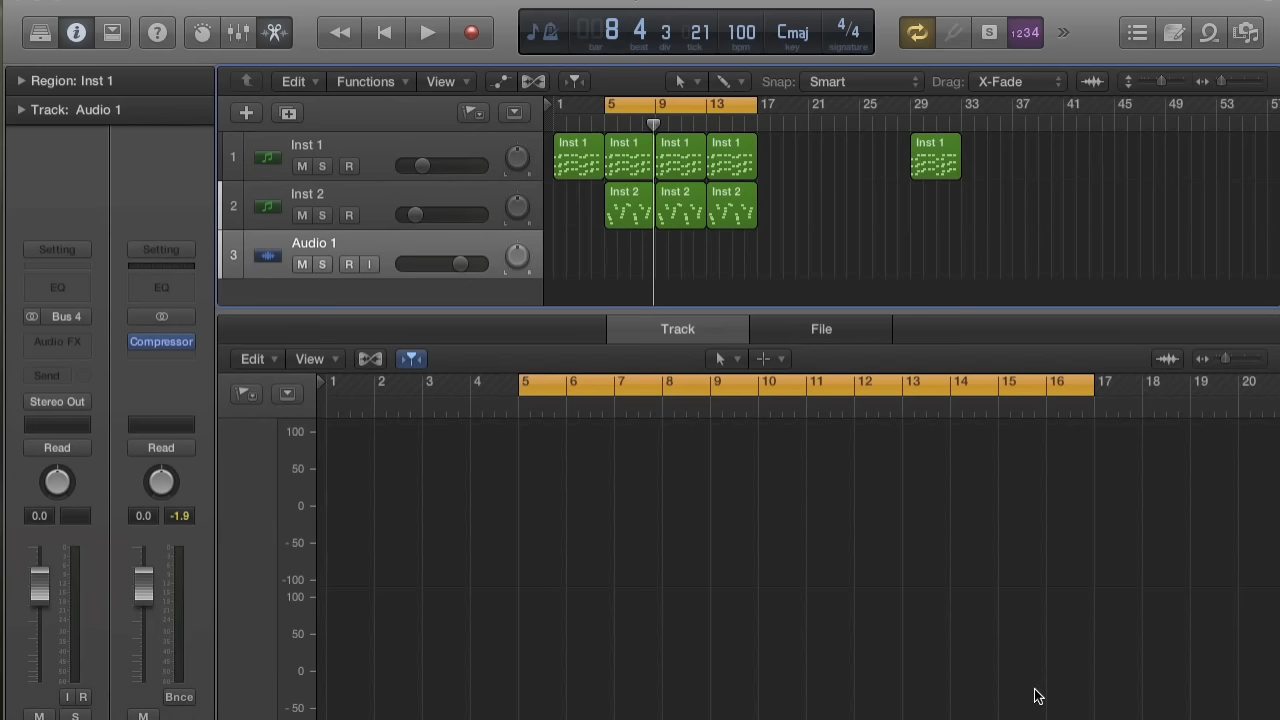 8 4 3 21 100 Cmaj 4/4
bar beat div tick bpm key signature
S 1234
Region: Inst 1
Track: Audio 1
Edit Functions View Snap: Smart Drag: X-Fade
1 5 9 13 17 21 25 29 33 37 41 45 49 53
1 Inst 1
M S R
Inst 1 Inst 1 Inst 1 Inst 1 Inst 1
2 Inst 2
M S R
Inst 2 Inst 2 Inst 2
3 Audio 1
M S R I
L R
Setting Setting
EQ EQ
Bus 4
Audio FX Compressor
Send
Stereo Out
Read Read
0.0 0.0 -1.9
I R Bnce
M S M
Track File
Edit View
1 2 3 4 5 6 7 8 9 10 11 12 13 14 15 16 17 18 19 20
100
50
0
- 50
-100
100
50
0
- 50